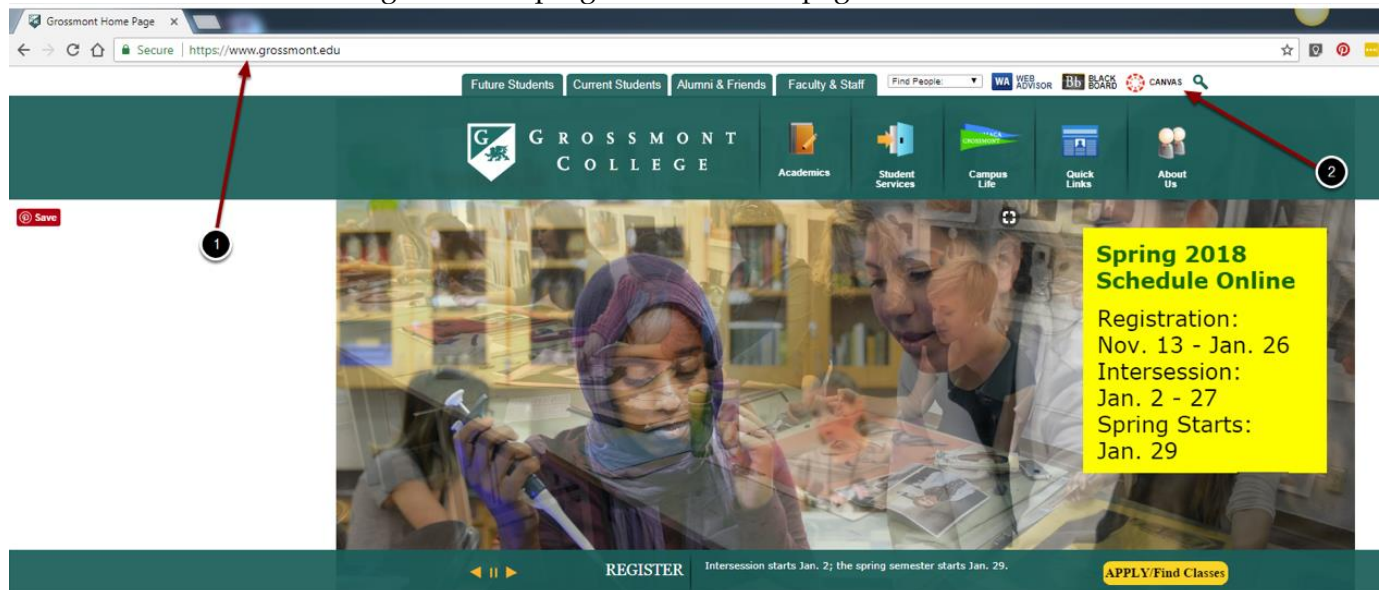 Grossmont Home Page
Secure | https://www.grossmont.edu
Future Students Current Students Alumni & Friends Faculty & Staff Find People: WA WEB ADVISOR Bb BLACK BOARD CANVAS
G GROSSMONT
COLLEGE
Academics
Student
Services
GROSSMONT
Campus
Life
Quick
Links
About
Us
2
Save
1
Spring 2018
Schedule Online
Registration:
Nov. 13 - Jan. 26
Intersession:
Jan. 2 - 27
Spring Starts:
Jan. 29
REGISTER
Intersession starts Jan. 2; the spring semester starts Jan. 29.
APPLY/Find Classes